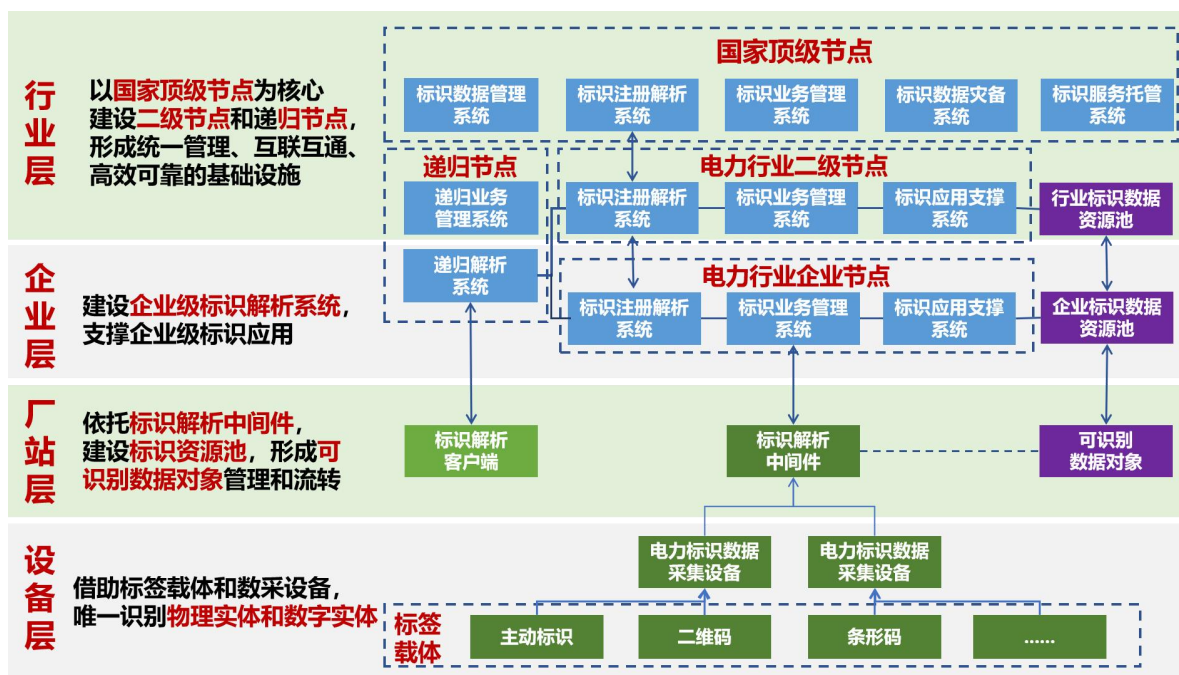 行
业
层
以国家顶级节点为核心
建设二级节点和递归节点，
形成统一管理、互联互通、
高效可靠的基础设施
国家顶级节点
标识数据管理
系统
标识注册解析
系统
标识业务管理
系统
标识数据灾备
系统
标识服务托管
系统
递归节点
递归业务
管理系统
递归解析
系统
电力行业二级节点
标识注册解析
系统
标识业务管理
系统
标识应用支撑
系统
行业标识数据
资源池
企
业
层
建设企业级标识解析系统，
支撑企业级标识应用
电力行业企业节点
标识注册解析
系统
标识业务管理
系统
标识应用支撑
系统
企业标识数据
资源池
厂
站
层
依托标识解析中间件，
建设标识资源池，形成可
识别数据对象管理和流转
标识解析
客户端
标识解析
中间件
可识别
数据对象
设
备
层
借助标签载体和数采设备，
唯一识别物理实体和数字实体
电力标识数据
采集设备
电力标识数据
采集设备
标签
载体
主动标识
二维码
条形码
......